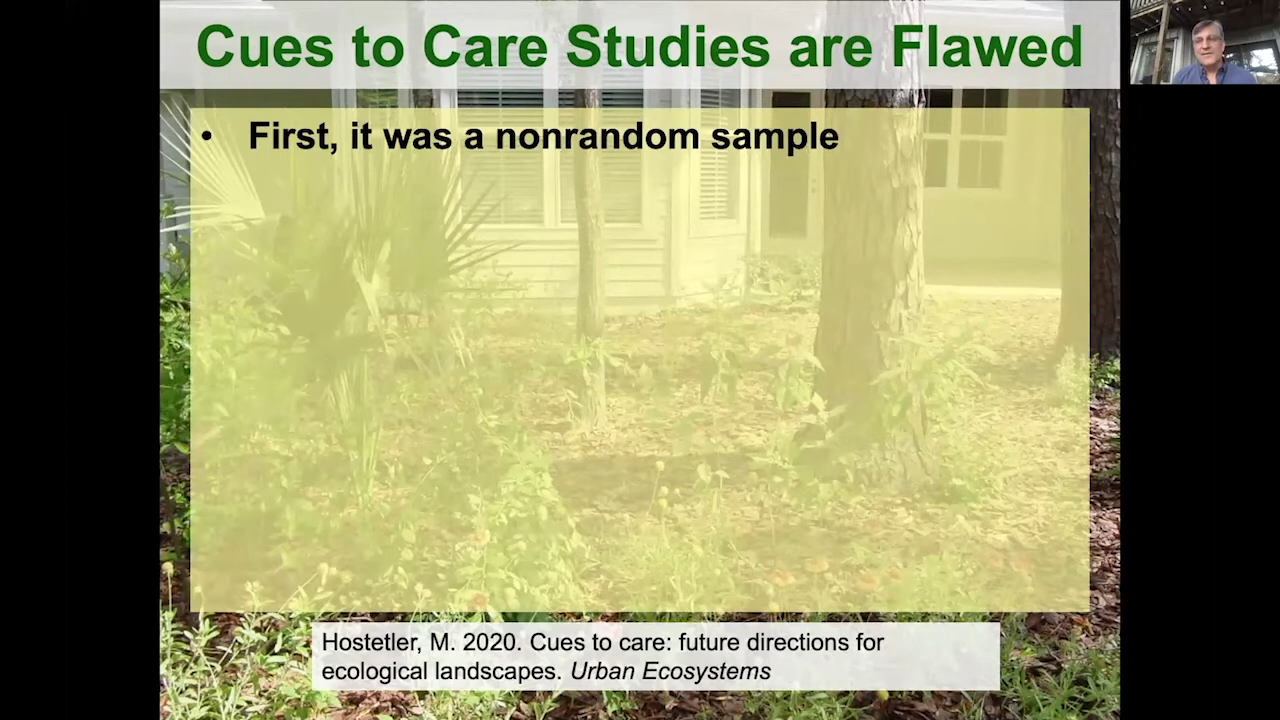 Cues to Care Studies are Flawed
• First, it was a nonrandom sample
Hostetler, M. 2020. Cues to care: future directions for
ecological landscapes. Urban Ecosystems